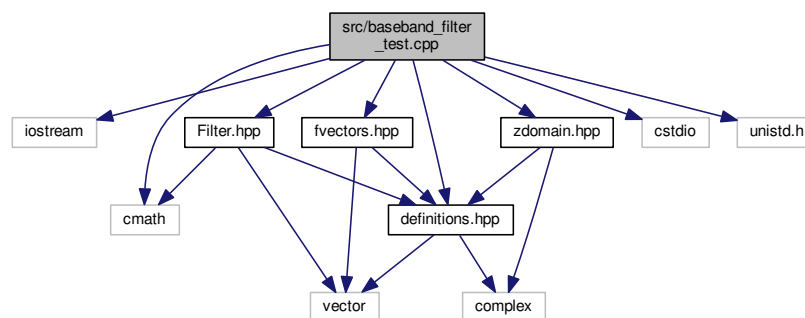 src/baseband_filter
_test.cpp
iostream
Filter.hpp
fvectors.hpp
zdomain.hpp
cstdio
unistd.h
cmath
definitions.hpp
vector
complex